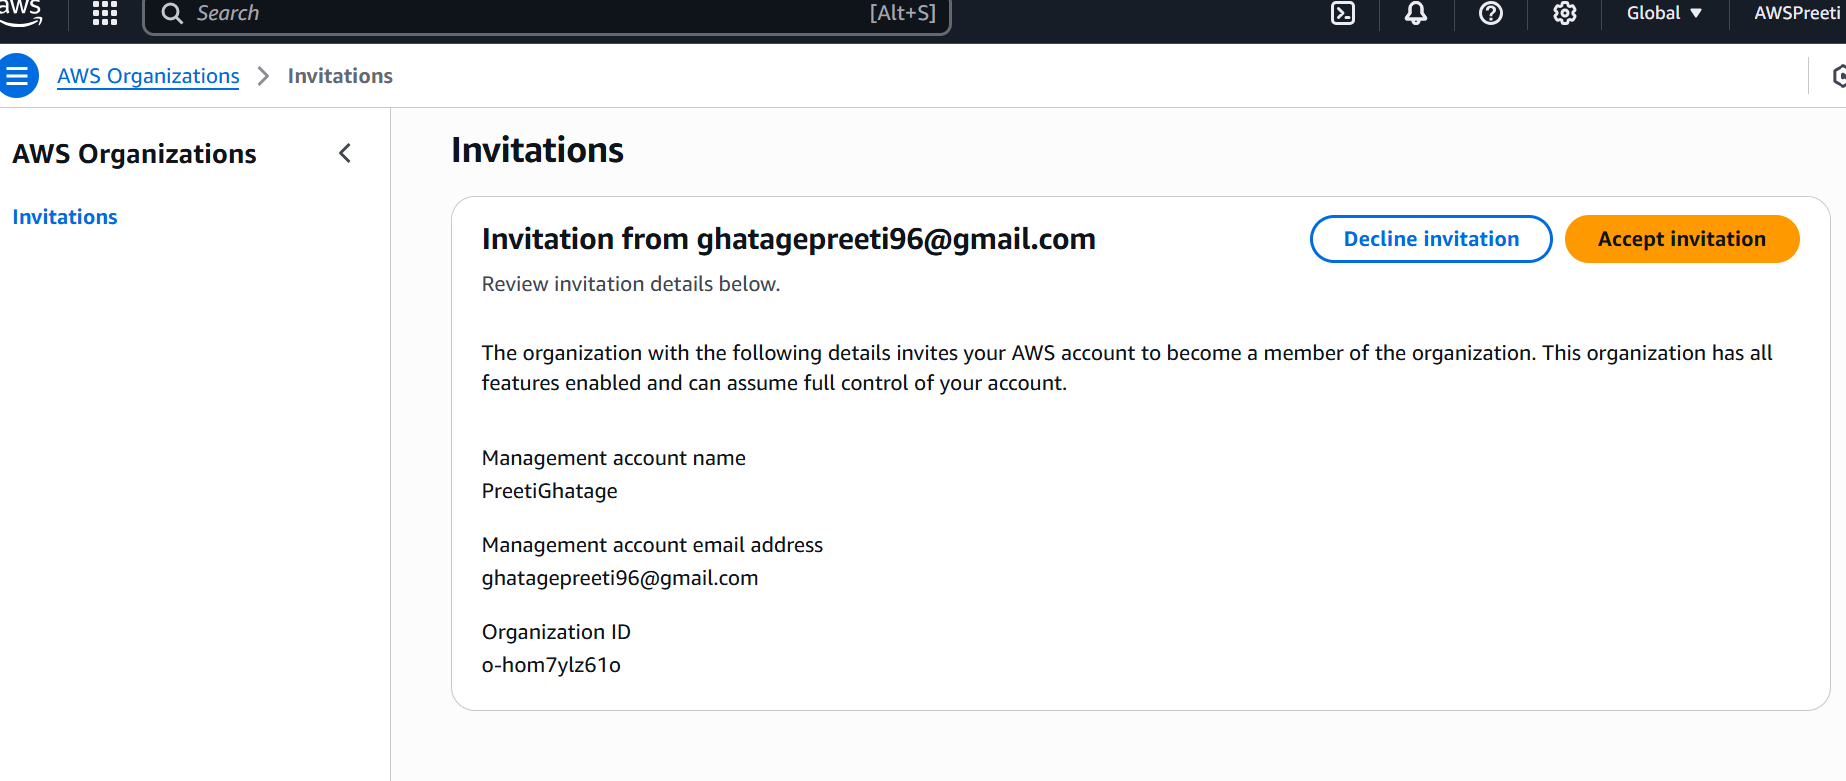 aws
Search [Alt+S]
Global ▼
AWSPreeti
AWS Organizations > Invitations
AWS Organizations
Invitations
Invitations
Invitation from ghatagepreeti96@gmail.com
Decline invitation
Accept invitation
Review invitation details below.
The organization with the following details invites your AWS account to become a member of the organization. This organization has all
features enabled and can assume full control of your account.
Management account name
PreetiGhatage
Management account email address
ghatagepreeti96@gmail.com
Organization ID
o-hom7ylz61o